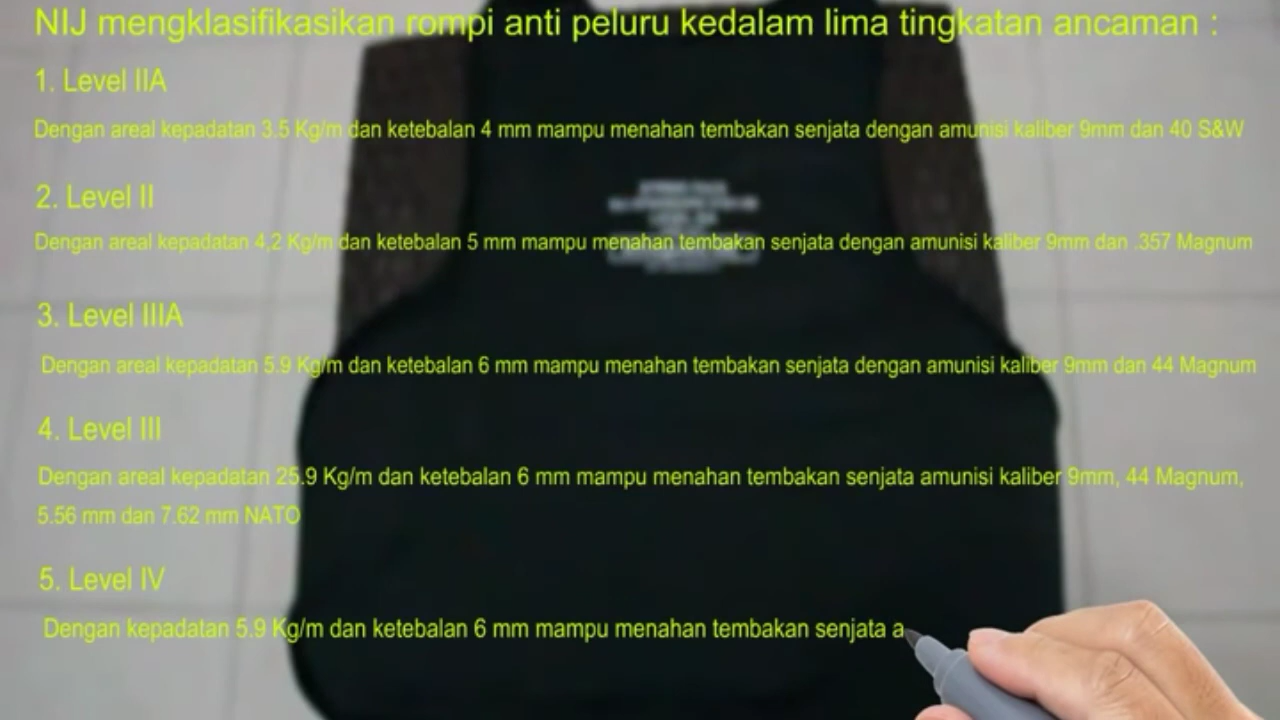 NIJ mengklasifikasikan rompi anti peluru kedalam lima tingkatan ancaman :
1. Level IIA
Dengan areal kepadatan 3.5 Kg/m dan ketebalan 4 mm mampu menahan tembakan senjata dengan amunisi kaliber 9mm dan 40 S&W
2. Level II
Dengan areal kepadatan 4,2 Kg/m dan ketebalan 5 mm mampu menahan tembakan senjata dengan amunisi kaliber 9mm dan .357 Magnum
3. Level IIIA
Dengan areal kepadatan 5.9 Kg/m dan ketebalan 6 mm mampu menahan tembakan senjata dengan amunisi kaliber 9mm dan 44 Magnum
4. Level III
Dengan areal kepadatan 25.9 Kg/m dan ketebalan 6 mm mampu menahan tembakan senjata amunisi kaliber 9mm, 44 Magnum,
5.56 mm dan 7.62 mm NATO
5. Level IV
Dengan kepadatan 5.9 Kg/m dan ketebalan 6 mm mampu menahan tembakan senjata a